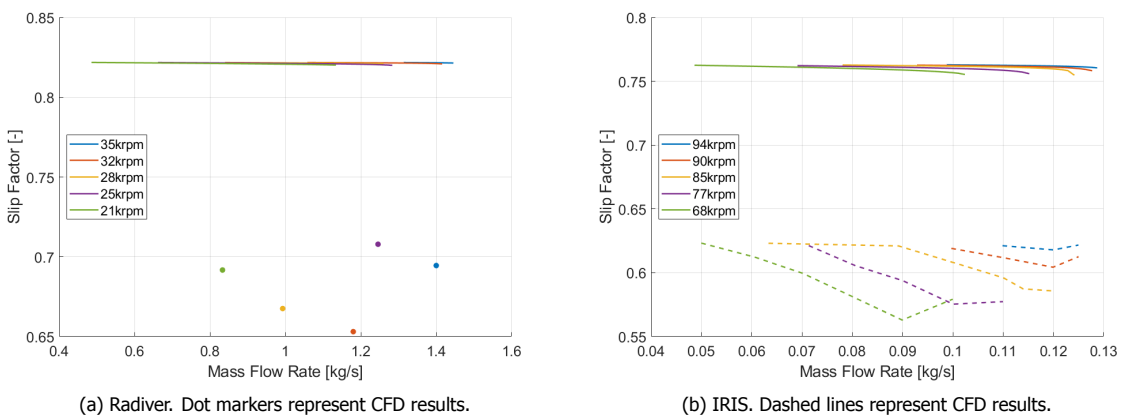 0.85
0.8
0.75
0.7
0.65
Slip Factor [-]
35krpm
32krpm
28krpm
25krpm
21krpm
0.4 0.6 0.8 1 1.2 1.4 1.6
Mass Flow Rate [kg/s]
(a) Radiver. Dot markers represent CFD results.
0.8
0.75
0.7
0.65
0.6
0.55
Slip Factor [-]
94krpm
90krpm
85krpm
77krpm
68krpm
0.04 0.05 0.06 0.07 0.08 0.09 0.1 0.11 0.12 0.13
Mass Flow Rate [kg/s]
(b) IRIS. Dashed lines represent CFD results.